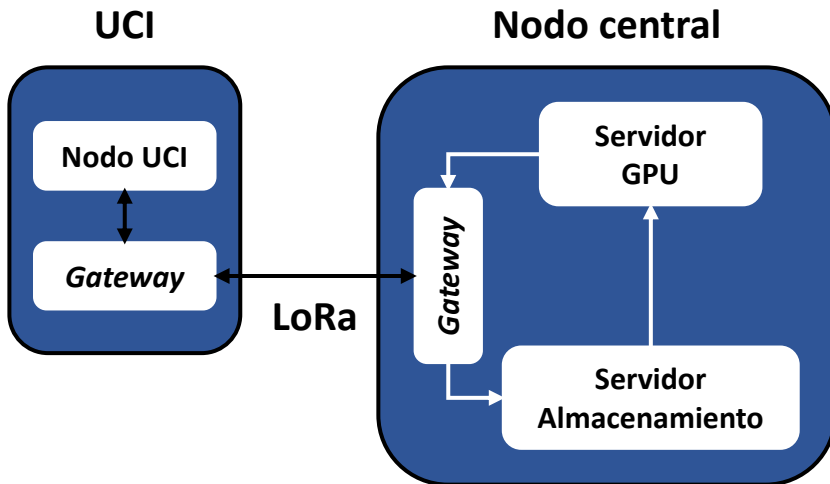 UCI
Nodo central
Nodo UCI
Gateway
LoRa
Gateway
Servidor
GPU
Servidor
Almacenamiento